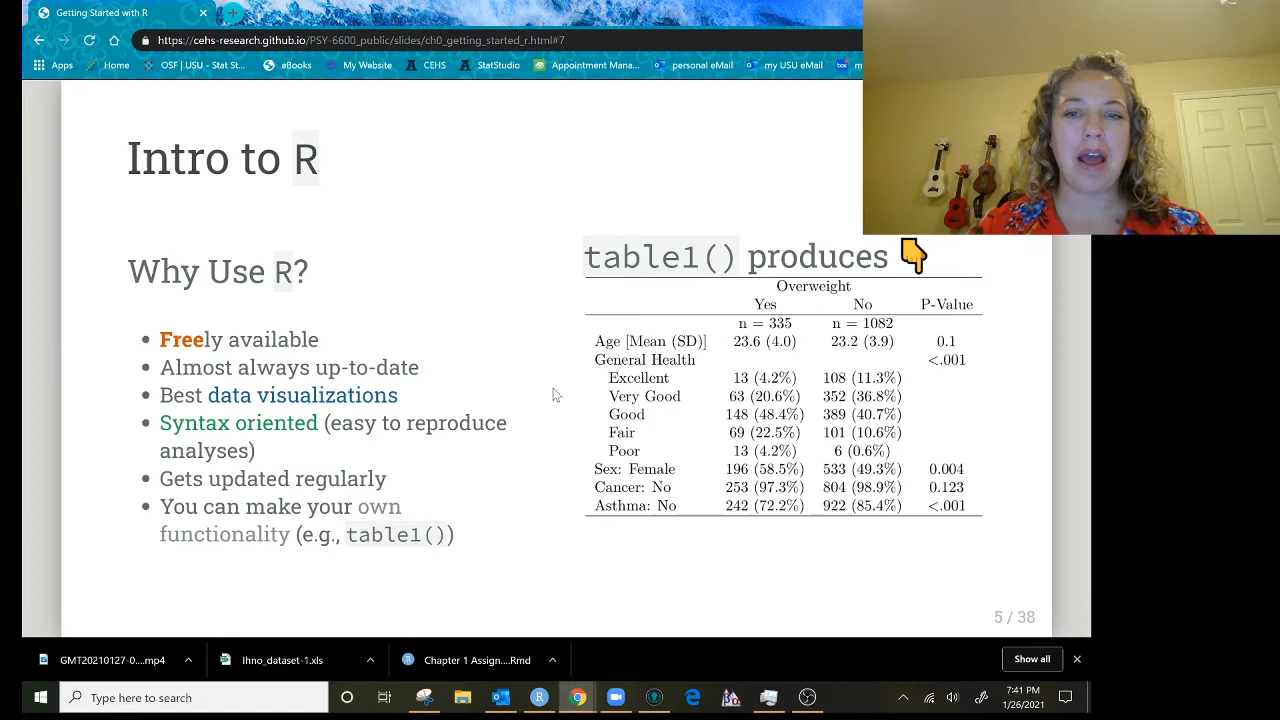 Getting Started with R
https://cehs-research.github.io/PSY-6600_public/slides/ch0_getting_started_r.html#7
Apps Home OSF | USU - Stat St... eBooks My Website CEHS StatStudio Appointment Mana... personal eMail my USU eMail box m
Intro to R
Why Use R?
• Freely available
• Almost always up-to-date
• Best data visualizations
• Syntax oriented (easy to reproduce
analyses)
• Gets updated regularly
• You can make your own
functionality (e.g., table1())
table1() produces
Overweight
Yes No P-Value
n = 335 n = 1082
Age [Mean (SD)] 23.6 (4.0) 23.2 (3.9) 0.1
General Health <.001
Excellent 13 (4.2%) 108 (11.3%)
Very Good 63 (20.6%) 352 (36.8%)
Good 148 (48.4%) 389 (40.7%)
Fair 69 (22.5%) 101 (10.6%)
Poor 13 (4.2%) 6 (0.6%)
Sex: Female 196 (58.5%) 533 (49.3%) 0.004
Cancer: No 253 (97.3%) 804 (98.9%) 0.123
Asthma: No 242 (72.2%) 922 (85.4%) <.001
5 / 38
GMT20210127-0....mp4 Ihno_dataset-1.xls Chapter 1 Assign....Rmd Show all
Type here to search
7:41 PM
1/26/2021